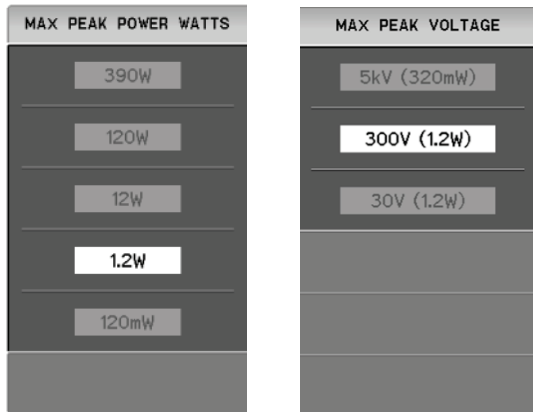 MAX PEAK POWER WATTS
390W
120W
12W
1.2W
120mW
MAX PEAK VOLTAGE
5kV (320mW)
300V (1.2W)
30V (1.2W)